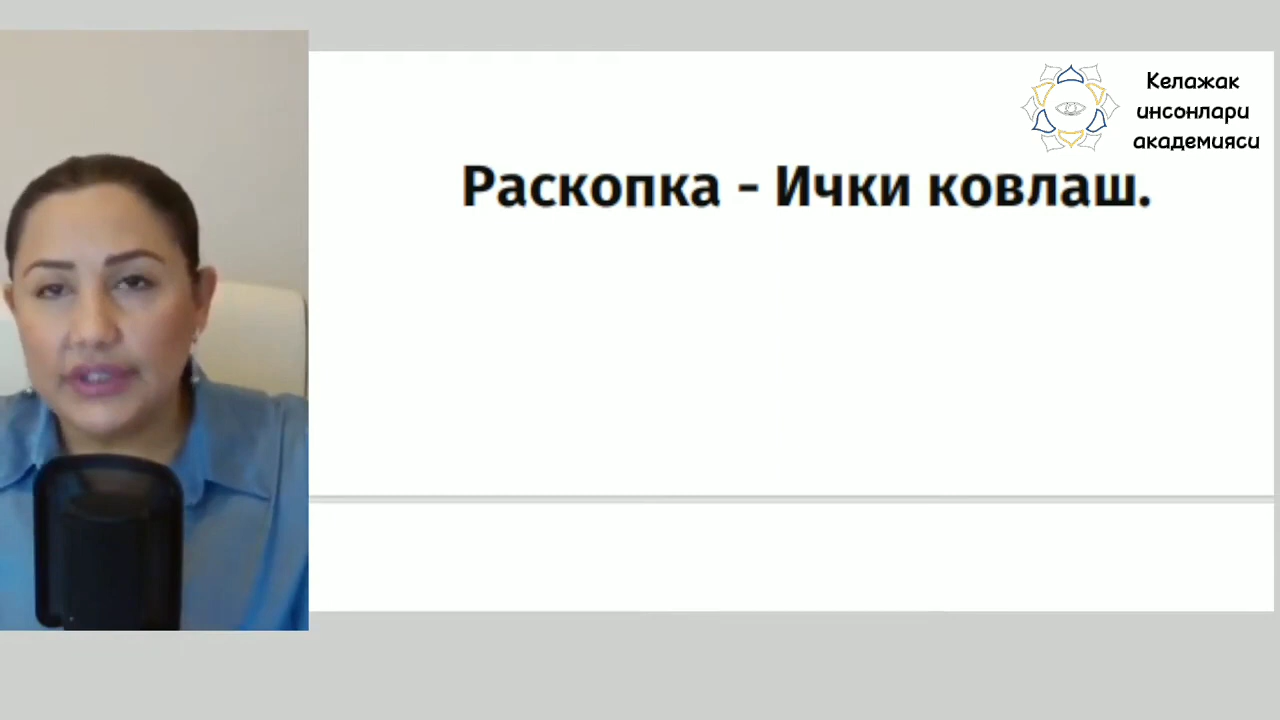 Келажак
инсонлари
академияси
Раскопка - Ички ковлаш.